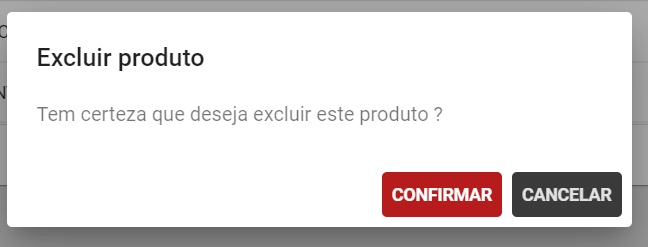 Excluir produto
Tem certeza que deseja excluir este produto ?
CONFIRMAR CANCELAR